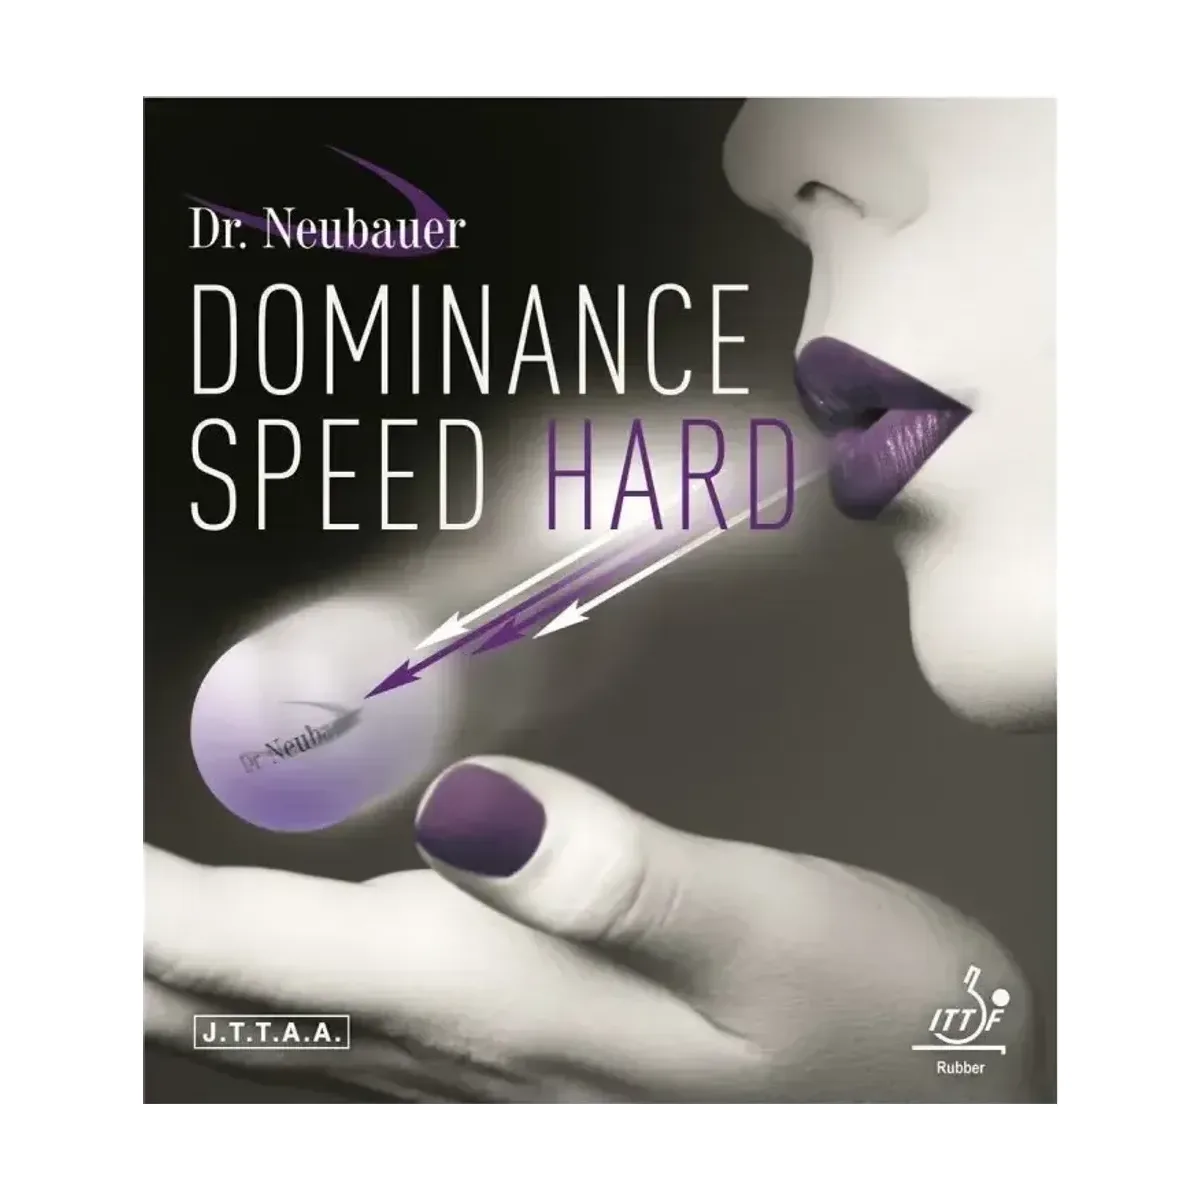 Dr. Neubauer
DOMINANCE
SPEED HARD
Dr Neubauer
J.T.T.A.A.
ITTF
Rubber